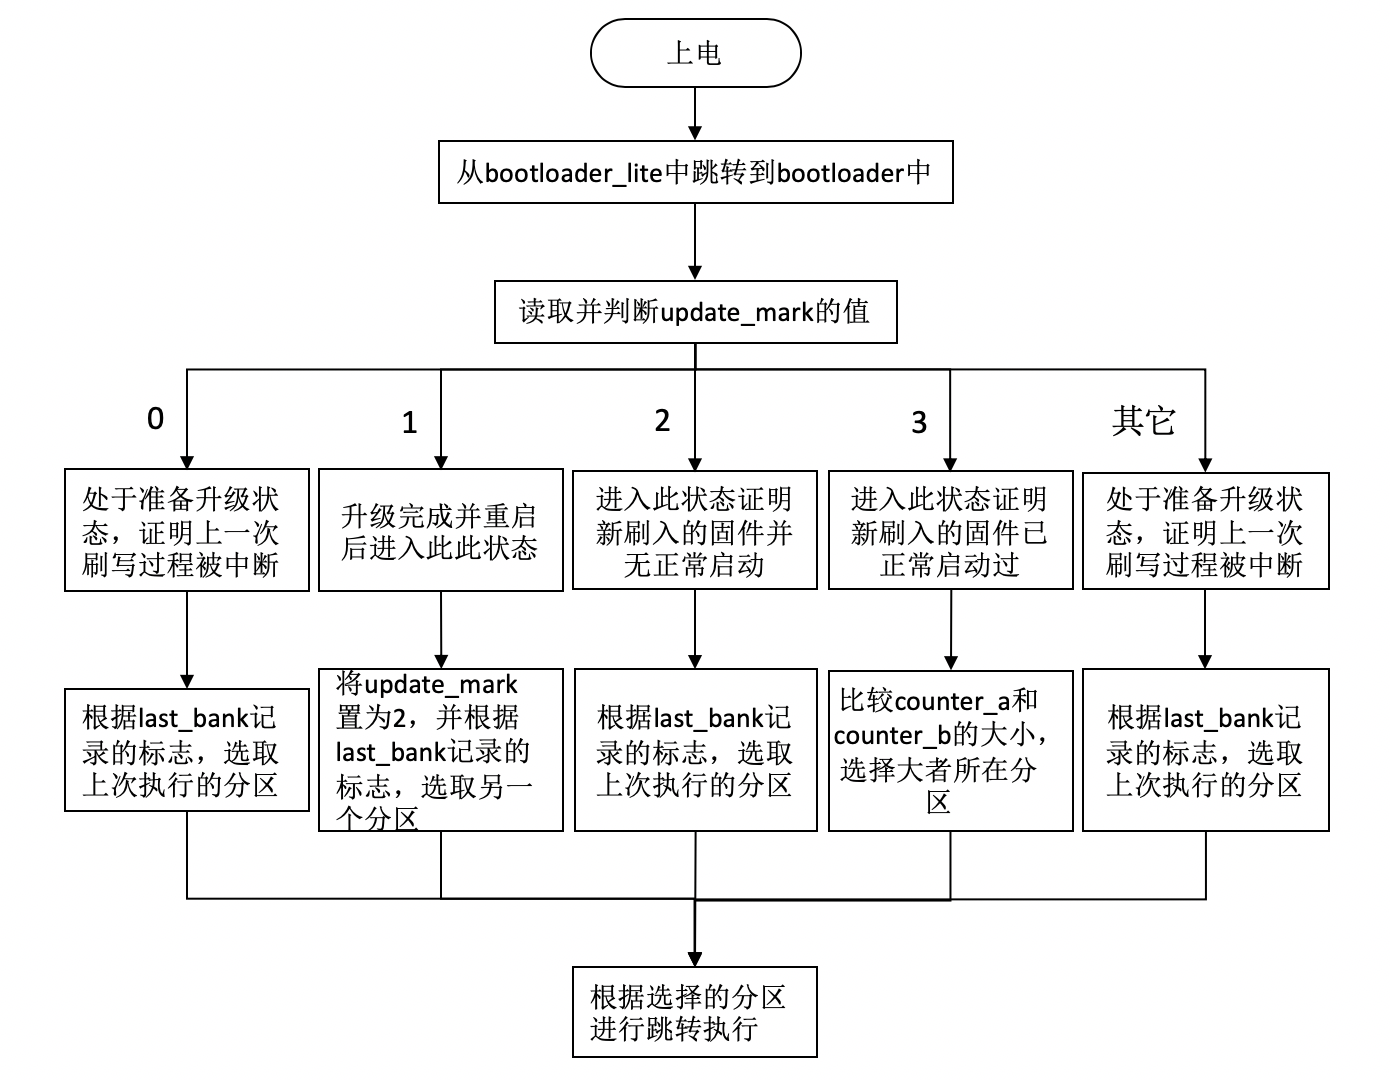 上电
从bootloader_lite中跳转到bootloader中
读取并判断update_mark的值
0
1
2
3
其它
处于准备升级状
态，证明上一次
刷写过程被中断
升级完成并重启
后进入此此状态
进入此状态证明
新刷入的固件并
无正常启动
进入此状态证明
新刷入的固件已
正常启动过
处于准备升级状
态，证明上一次
刷写过程被中断
根据last_bank记
录的标志，选取
上次执行的分区
将update_mark
置为2，并根据
last_bank记录的
标志，选取另一
个分区
根据last_bank记
录的标志，选取
上次执行的分区
比较counter_a和
counter_b的大小，
选择大者所在分
区
根据last_bank记
录的标志，选取
上次执行的分区
根据选择的分区
进行跳转执行